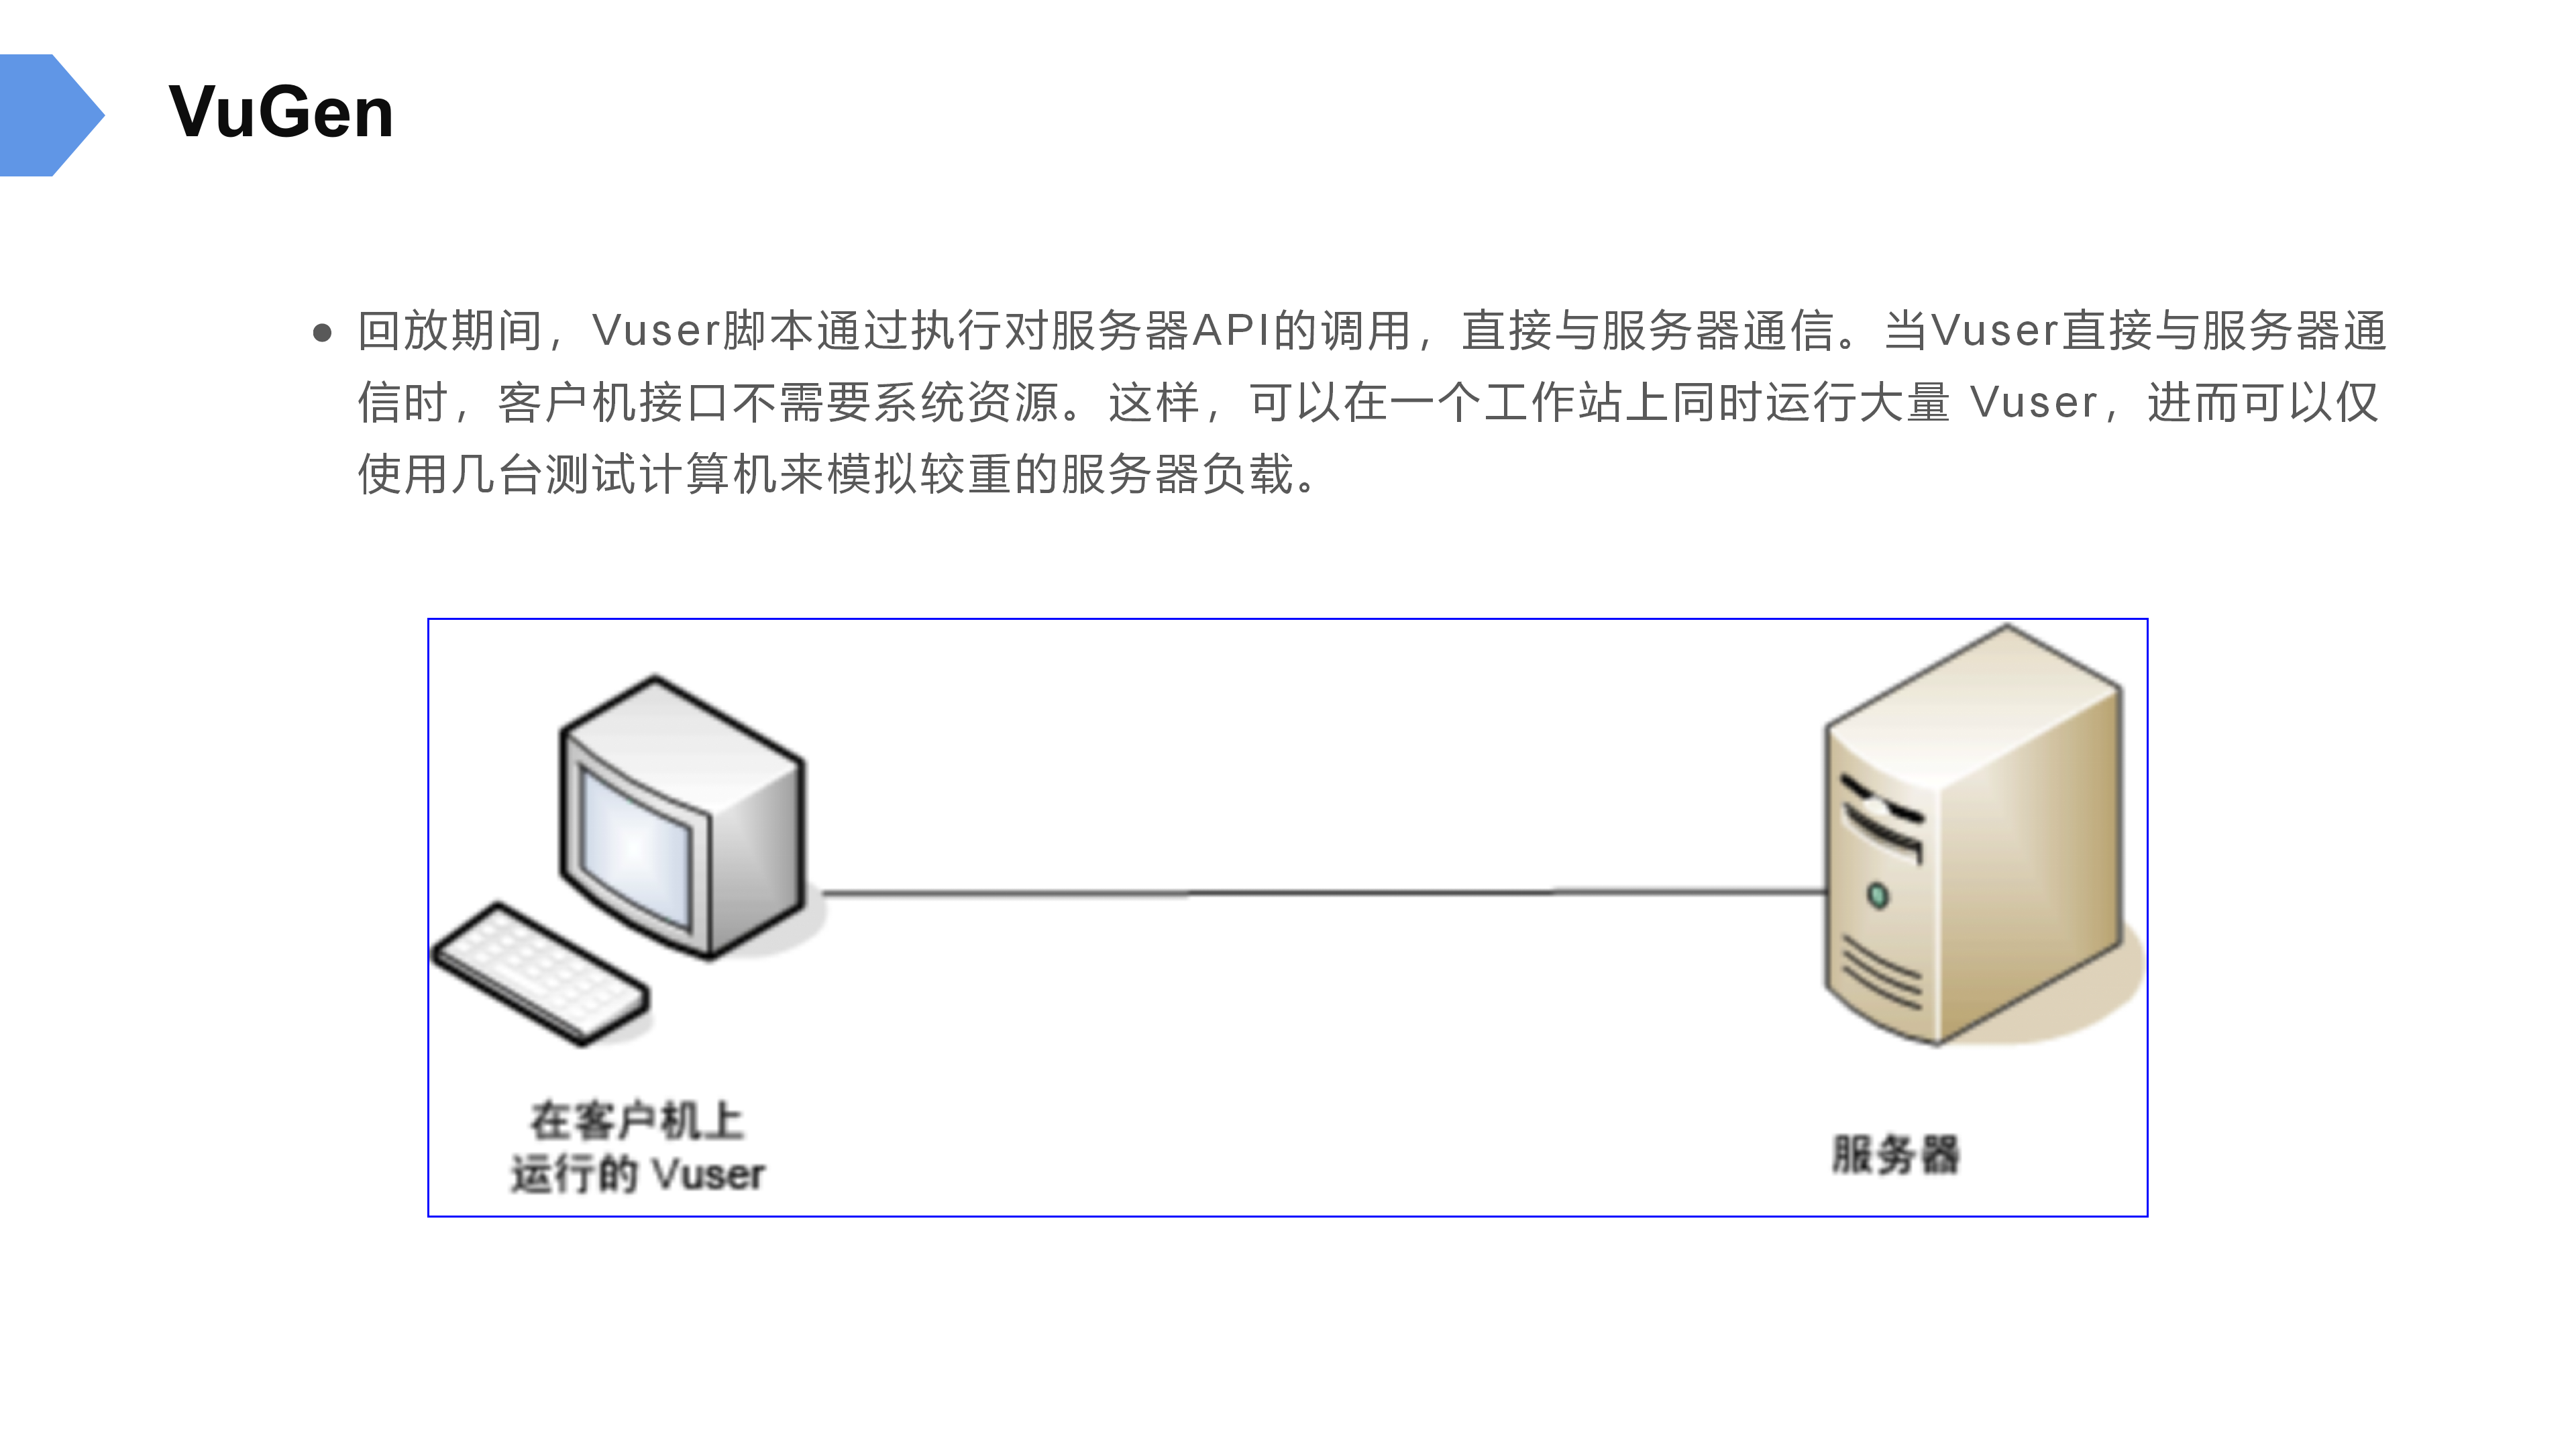 VuGen
● 回放期间，Vuser脚本通过执行对服务器API的调用，直接与服务器通信。当Vuser直接与服务器通
信时，客户机接口不需要系统资源。这样，可以在一个工作站上同时运行大量 Vuser，进而可以仅
使用几台测试计算机来模拟较重的服务器负载。
在客户机上
运行的 Vuser
服务器